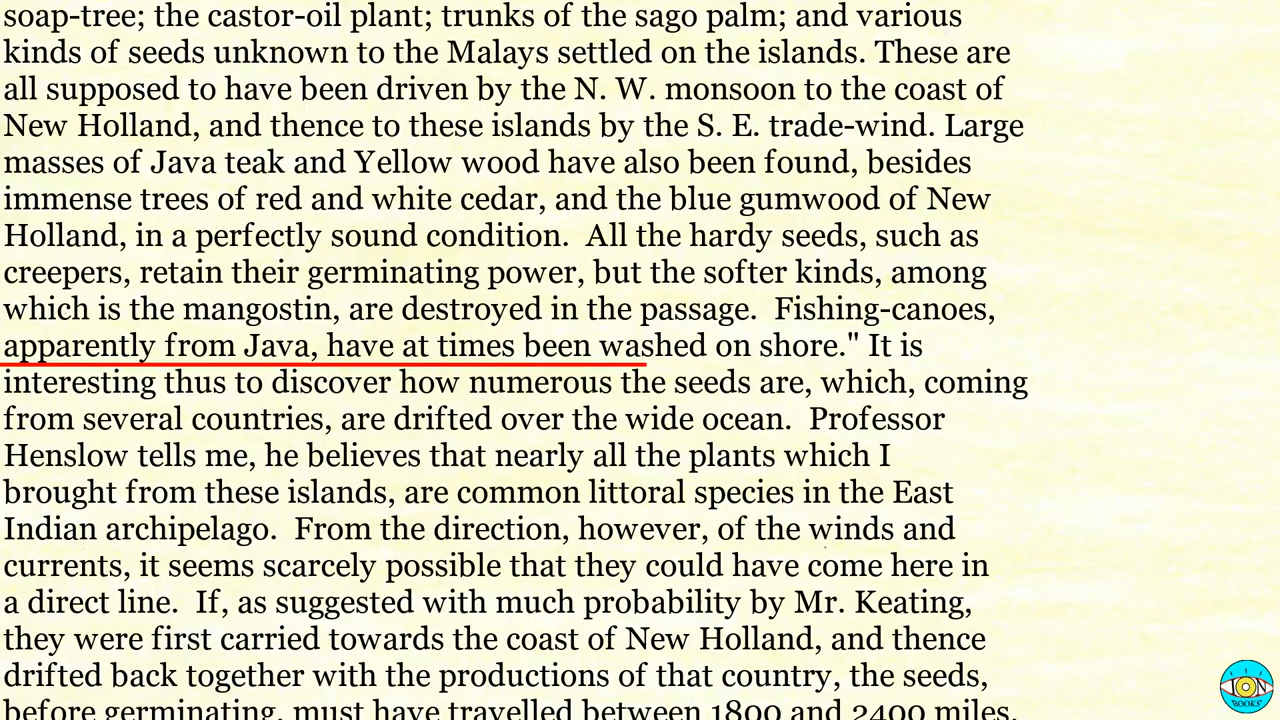 soap-tree; the castor-oil plant; trunks of the sago palm; and various
kinds of seeds unknown to the Malays settled on the islands. These are
all supposed to have been driven by the N. W. monsoon to the coast of
New Holland, and thence to these islands by the S. E. trade-wind. Large
masses of Java teak and Yellow wood have also been found, besides
immense trees of red and white cedar, and the blue gumwood of New
Holland, in a perfectly sound condition.  All the hardy seeds, such as
creepers, retain their germinating power, but the softer kinds, among
which is the mangostin, are destroyed in the passage.  Fishing-canoes,
apparently from Java, have at times been washed on shore." It is
interesting thus to discover how numerous the seeds are, which, coming
from several countries, are drifted over the wide ocean.  Professor
Henslow tells me, he believes that nearly all the plants which I
brought from these islands, are common littoral species in the East
Indian archipelago.  From the direction, however, of the winds and
currents, it seems scarcely possible that they could have come here in
a direct line.  If, as suggested with much probability by Mr. Keating,
they were first carried towards the coast of New Holland, and thence
drifted back together with the productions of that country, the seeds,
before germinating, must have travelled between 1800 and 2400 miles.
ION
BOOKS